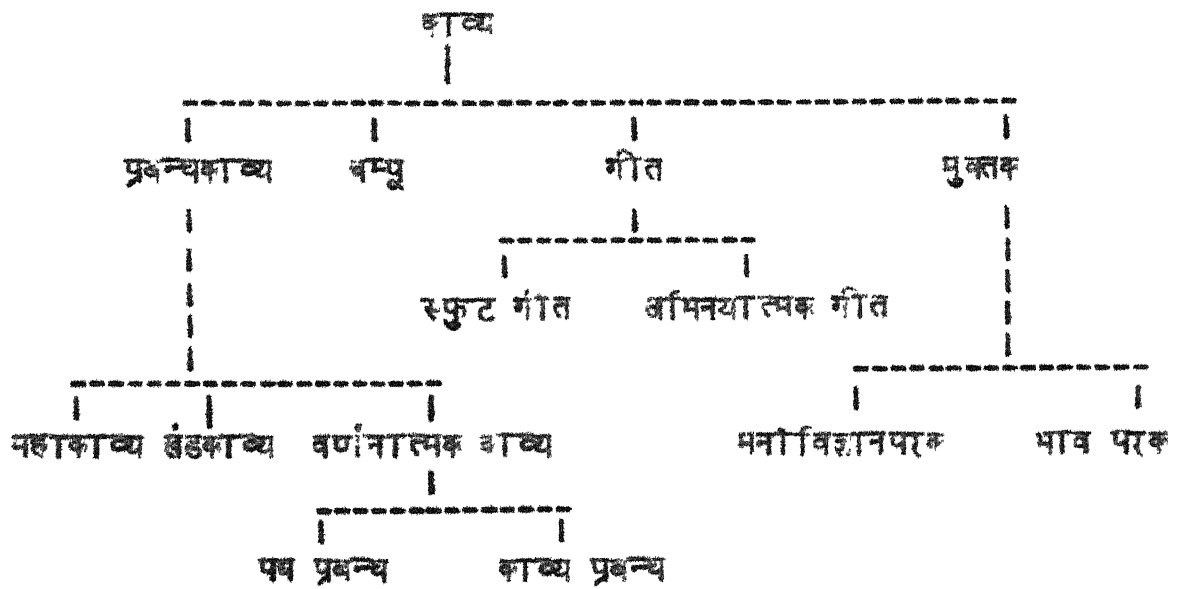 काव्य
प्रबन्धकाव्य चम्पू गीत मुक्तक
स्फुट गीत अभिनयात्मक गीत
महाकाव्य खंडकाव्य वर्णनात्मक काव्य मनोविज्ञानपरक भाव परक
पद्य प्रबन्ध काव्य प्रबन्ध